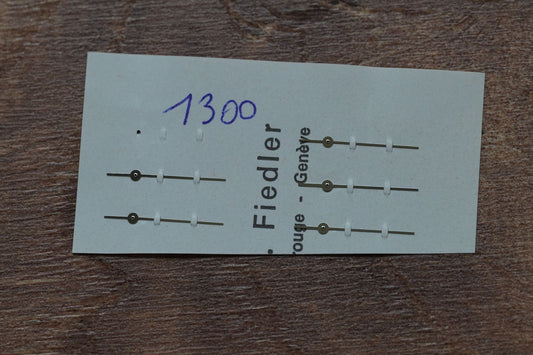 1300
. Fiedler
rouge - Genève